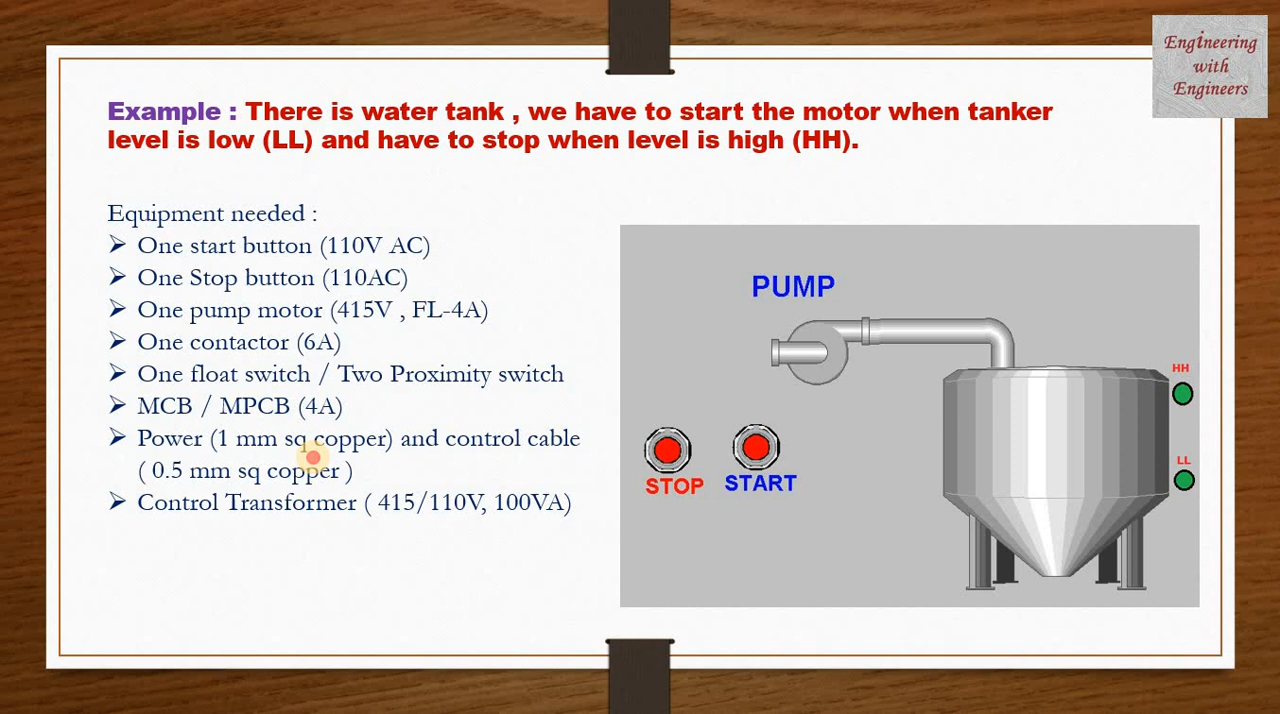 Engineering
with
Engineers
Example : There is water tank , we have to start the motor when tanker
level is low (LL) and have to stop when level is high (HH).
Equipment needed :
One start button (110V AC)
One Stop button (110AC)
One pump motor (415V , FL-4A)
One contactor (6A)
One float switch / Two Proximity switch
MCB / MPCB (4A)
Power (1 mm sq copper) and control cable
( 0.5 mm sq copper )
Control Transformer ( 415/110V, 100VA)
PUMP
HH
LL
STOP
START